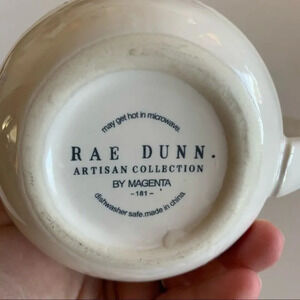 may get hot in microwave.
RAE DUNN.
ARTISAN COLLECTION
BY MAGENTA
- 181 -
dishwasher safe. made in china.